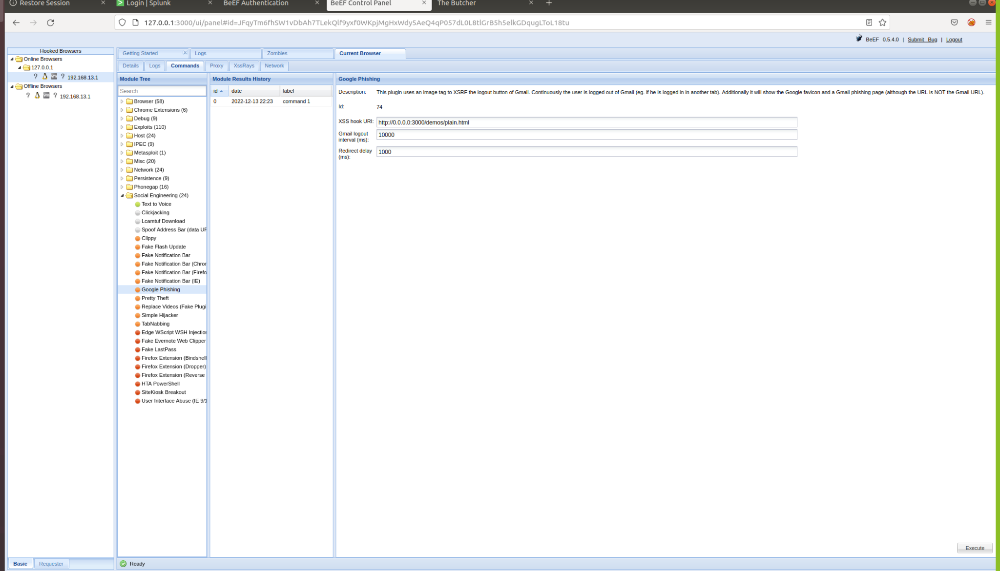 Restore Session
Login | Splunk
BeEF Authentication
BeEF Control Panel
The Butcher
127.0.0.1:3000/ui/panel#id=JFqyTm6fhSW1vDbAh7TLekQlf9yxf0WKpjMgHxWdy5AeQ4qP057dL0L8tlGrB5h5elkGDqugLToL18tu
BeEF 0.5.4.0 | Submit Bug | Logout
Hooked Browsers
Online Browsers
127.0.0.1
? vm ? 192.168.13.1
Offline Browsers
? vm ? 192.168.13.1
Getting Started
Logs
Zombies
Current Browser
Details
Logs
Commands
Proxy
XssRays
Network
Module Tree
Search
Browser (58)
Chrome Extensions (6)
Debug (9)
Exploits (110)
Host (24)
IPEC (9)
Metasploit (1)
Misc (20)
Network (24)
Persistence (9)
Phonegap (16)
Social Engineering (24)
Text to Voice
Clickjacking
Lcamtuf Download
Spoof Address Bar (data UR
Clippy
Fake Flash Update
Fake Notification Bar
Fake Notification Bar (Chror
Fake Notification Bar (Firefo
Fake Notification Bar (IE)
Google Phishing
Pretty Theft
Replace Videos (Fake Plugi
Simple Hijacker
TabNabbing
Edge WScript WSH Injection
Fake Evernote Web Clipper
Fake LastPass
Firefox Extension (Bindshell
Firefox Extension (Dropper)
Firefox Extension (Reverse
HTA PowerShell
SiteKiosk Breakout
User Interface Abuse (IE 9/1
Module Results History
id date label
0 2022-12-13 22:23 command 1
Google Phishing
Description: This plugin uses an image tag to XSRF the logout button of Gmail. Continuously the user is logged out of Gmail (eg. if he is logged in in another tab). Additionally it will show the Google favicon and a Gmail phishing page (although the URL is NOT the Gmail URL).
Id: 74
XSS hook URI: http://0.0.0.0:3000/demos/plain.html
Gmail logout
interval (ms): 10000
Redirect delay
(ms): 1000
Execute
Basic
Requester
Ready